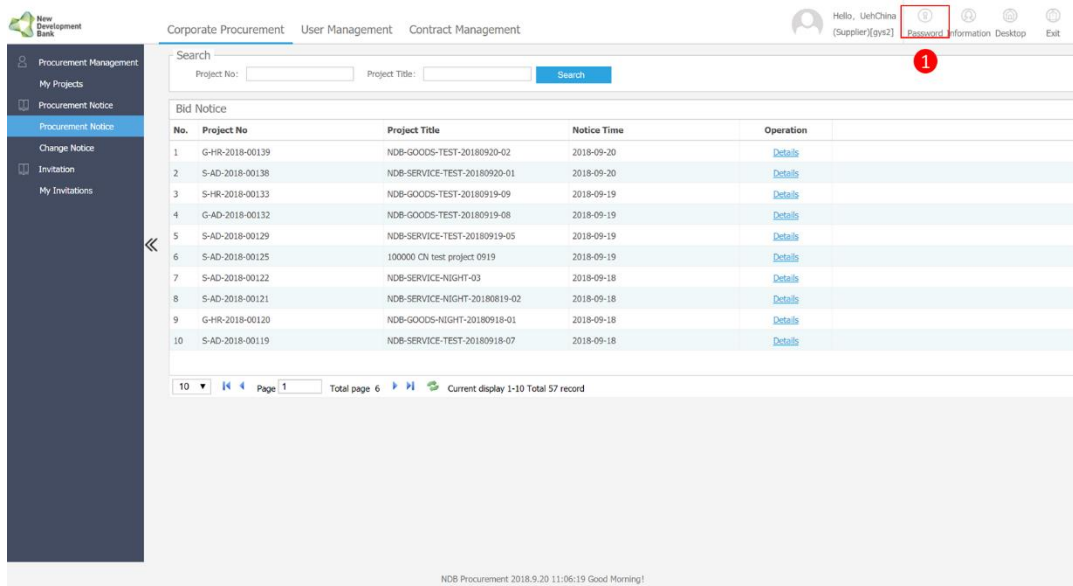 New
Development
Bank
Corporate Procurement User Management Contract Management
Hello, UehChina
(Supplier)[gys2]
Password Information Desktop Exit
1
Procurement Management
My Projects
Procurement Notice
Procurement Notice
Change Notice
Invitation
My Invitations
Search
Project No: Project Title: Search
Bid Notice
No. Project No Project Title Notice Time Operation
1 G-HR-2018-00139 NDB-GOODS-TEST-20180920-02 2018-09-20 Details
2 S-AD-2018-00138 NDB-SERVICE-TEST-20180920-01 2018-09-20 Details
3 S-HR-2018-00133 NDB-GOODS-TEST-20180919-09 2018-09-19 Details
4 G-AD-2018-00132 NDB-GOODS-TEST-20180919-08 2018-09-19 Details
5 S-AD-2018-00129 NDB-SERVICE-TEST-20180919-05 2018-09-19 Details
6 S-AD-2018-00125 100000 CN test project 0919 2018-09-19 Details
7 S-AD-2018-00122 NDB-SERVICE-NIGHT-03 2018-09-18 Details
8 S-AD-2018-00121 NDB-SERVICE-NIGHT-20180819-02 2018-09-18 Details
9 G-HR-2018-00120 NDB-GOODS-NIGHT-20180918-01 2018-09-18 Details
10 S-AD-2018-00119 NDB-SERVICE-TEST-20180918-07 2018-09-18 Details
10 Page 1 Total page 6 Current display 1-10 Total 57 record
NDB Procurement 2018.9.20 11:06:19 Good Morning!